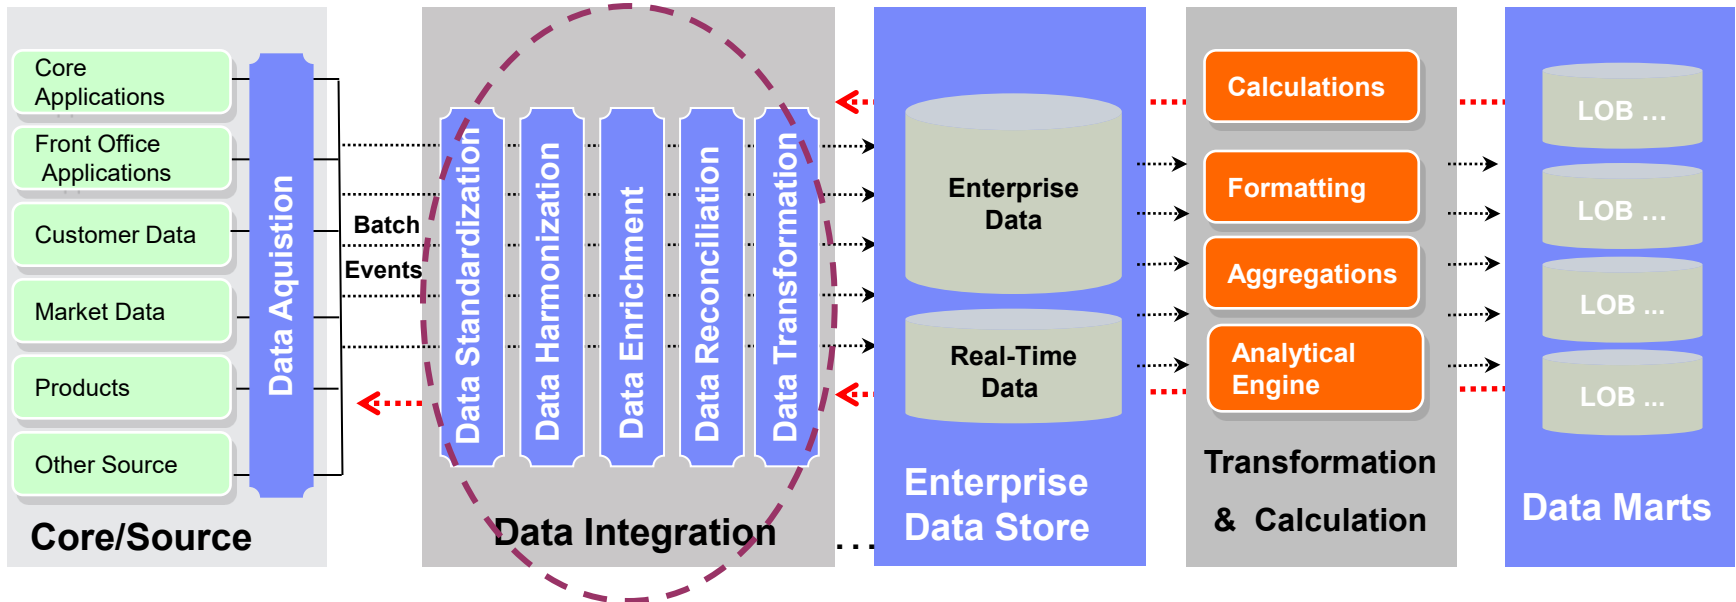 Core
Applications
Front Office
Applications
Customer Data
Market Data
Products
Other Source
Data Aquistion
Core/Source
Batch
Events
Data Standardization
Data Harmonization
Data Enrichment
Data Reconciliation
Data Transformation
Data Integration
...
Enterprise
Data
Real-Time
Data
Enterprise
Data Store
Calculations
Formatting
Aggregations
Analytical
Engine
Transformation
& Calculation
LOB ...
LOB ...
LOB ...
LOB ...
Data Marts